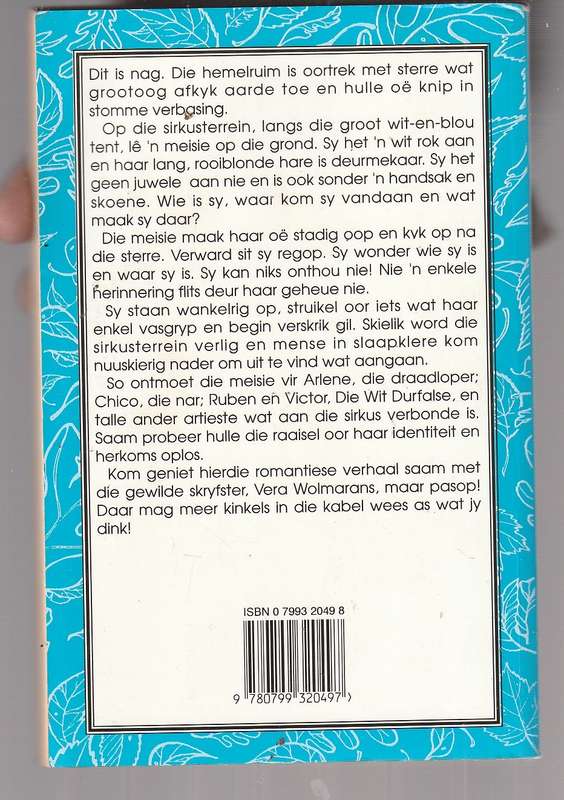 Dit is nag. Die hemelruim is oortrek met sterre wat
grootoog afkyk aarde toe en hulle oë knip in
stomme verbasing.
Op die sirkusterrein, langs die groot wit-en-blou
tent, lê 'n meisie op die grond. Sy het 'n wit rok aan
en haar lang, rooiblonde hare is deurmekaar. Sy het
geen juwele aan nie en is ook sonder 'n handsak en
skoene. Wie is sy, waar kom sy vandaan en wat
maak sy daar?
Die meisie maak haar oë stadig oop en kyk op na
die sterre. Verward sit sy regop. Sy wonder wie sy is
en waar sy is. Sy kan niks onthou nie! Nie 'n enkele
herinnering flits deur haar geheue nie.
Sy staan wankelrig op, struikel oor iets wat haar
enkel vasgryp en begin verskrik gil. Skielik word die
sirkusterrein verlig en mense in slaapklere kom
nuuskierig nader om uit te vind wat aangaan.
So ontmoet die meisie vir Arlene, die draadloper;
Chico, die nar; Ruben en Victor, Die Wit Durfalse, en
talle ander artieste wat aan die sirkus verbonde is.
Saam probeer hulle die raaisel oor haar identiteit en
herkoms oplos.
Kom geniet hierdie romantiese verhaal saam met
die gewilde skryfster, Vera Wolmarans, maar pasop!
Daar mag meer kinkels in die kabel wees as wat jy
dink!
ISBN 0 7993 2049 8
9 780799 320497